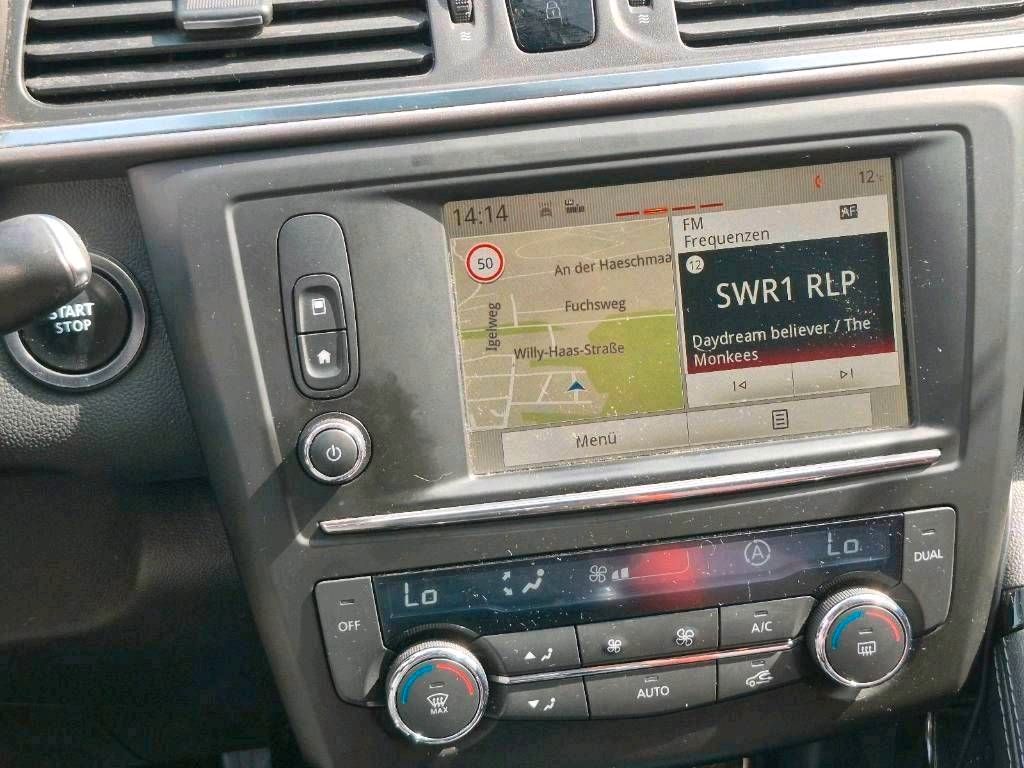 START
STOP
14:14
12
50
An der Haeschmaa
Igelweg
Fuchsweg
Willy-Haas-Straße
FM
AF
Frequenzen
12
SWR1 RLP
Daydream believer / The
Monkees
Menü
Lo
A
Lo
DUAL
OFF
A/C
AUTO
MAX